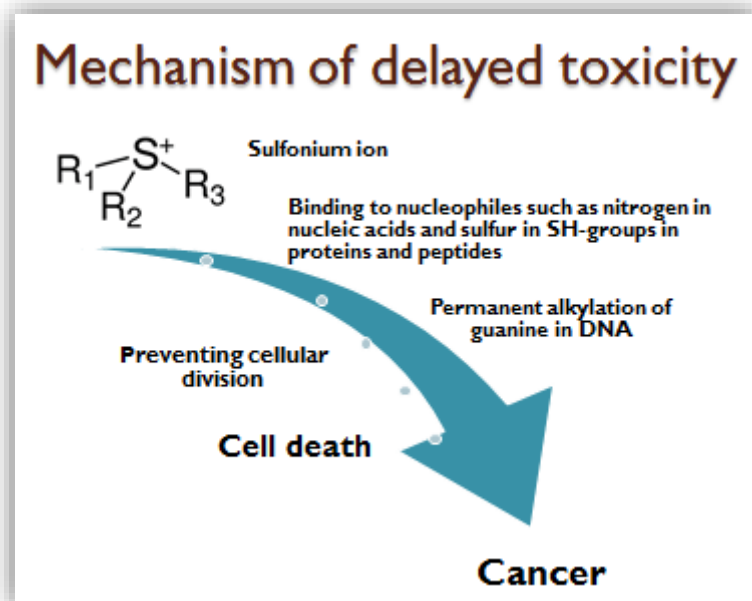 Mechanism of delayed toxicity
S+
R1
R2
R3
Sulfonium ion
Binding to nucleophiles such as nitrogen in
nucleic acids and sulfur in SH-groups in
proteins and peptides
Permanent alkylation of
guanine in DNA
Preventing cellular
division
Cell death
Cancer